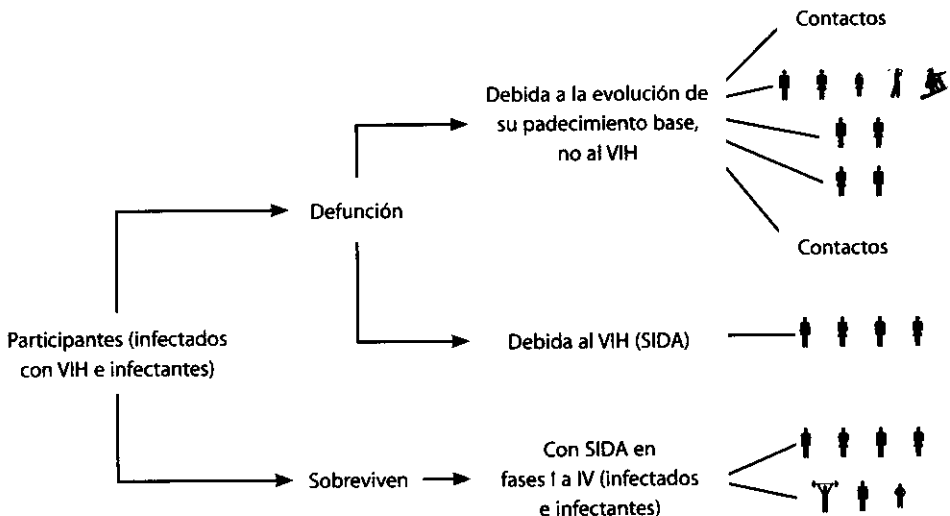 Contactos
Debida a la evolución de
su padecimiento base,
no al VIH
Defunción
Contactos
Participantes (infectados
con VIH e infectantes)
Debida al VIH (SIDA)
Sobreviven
Con SIDA en
fases I a IV (infectados
e infectantes)